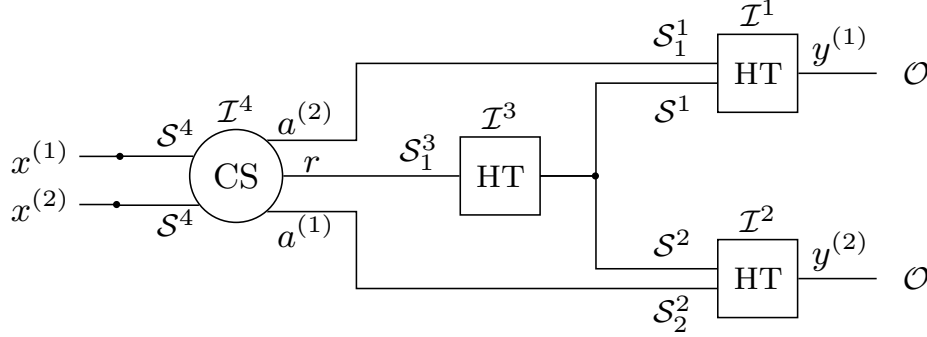 𝓘¹
𝓢₁¹
y⁽¹⁾
HT
𝓞
𝓢¹
𝓘⁴
a⁽²⁾
𝓘³
𝓢⁴
x⁽¹⁾
r
𝓢₁³
CS
HT
x⁽²⁾
𝓢⁴
a⁽¹⁾
𝓘²
𝓢²
y⁽²⁾
HT
𝓞
𝓢₂²